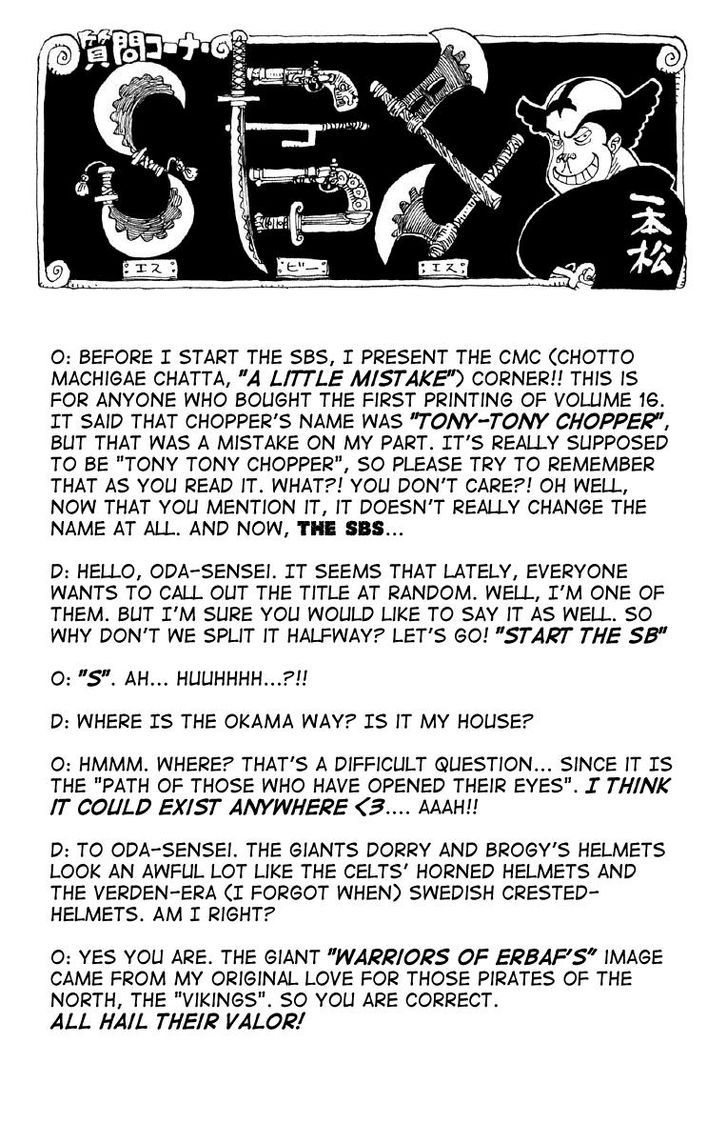 質問コーナー
SBS
エス
ビー
エス
一本松
O: BEFORE I START THE SBS, I PRESENT THE CMC (CHOTTO
MACHIGAE CHATTA, "A LITTLE MISTAKE") CORNER!! THIS IS
FOR ANYONE WHO BOUGHT THE FIRST PRINTING OF VOLUME 16.
IT SAID THAT CHOPPER'S NAME WAS "TONY-TONY CHOPPER",
BUT THAT WAS A MISTAKE ON MY PART. IT'S REALLY SUPPOSED
TO BE "TONY TONY CHOPPER", SO PLEASE TRY TO REMEMBER
THAT AS YOU READ IT. WHAT?! YOU DON'T CARE?! OH WELL,
NOW THAT YOU MENTION IT, IT DOESN'T REALLY CHANGE THE
NAME AT ALL. AND NOW, THE SBS...
D: HELLO, ODA-SENSEI. IT SEEMS THAT LATELY, EVERYONE
WANTS TO CALL OUT THE TITLE AT RANDOM. WELL, I'M ONE OF
THEM. BUT I'M SURE YOU WOULD LIKE TO SAY IT AS WELL. SO
WHY DON'T WE SPLIT IT HALFWAY? LET'S GO! "START THE SB"
O: "S". AH... HUUHHHH...?!!
D: WHERE IS THE OKAMA WAY? IS IT MY HOUSE?
O: HMMM. WHERE? THAT'S A DIFFICULT QUESTION... SINCE IT IS
THE "PATH OF THOSE WHO HAVE OPENED THEIR EYES". I THINK
IT COULD EXIST ANYWHERE <3.... AAAH!!
D: TO ODA-SENSEI. THE GIANTS DORRY AND BROGY'S HELMETS
LOOK AN AWFUL LOT LIKE THE CELTS' HORNED HELMETS AND
THE VERDEN-ERA (I FORGOT WHEN) SWEDISH CRESTED-
HELMETS. AM I RIGHT?
O: YES YOU ARE. THE GIANT "WARRIORS OF ERBAF'S" IMAGE
CAME FROM MY ORIGINAL LOVE FOR THOSE PIRATES OF THE
NORTH, THE "VIKINGS". SO YOU ARE CORRECT.
ALL HAIL THEIR VALOR!